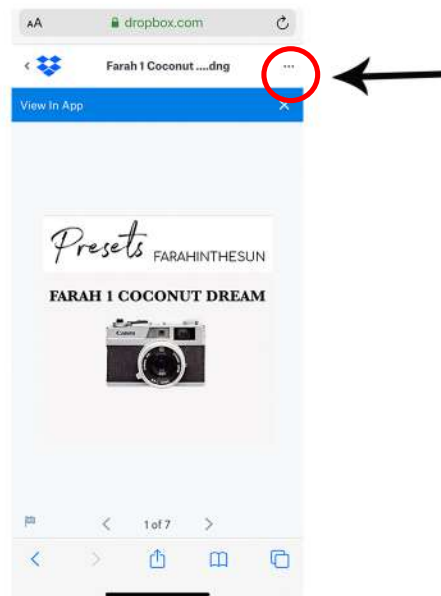 AA dropbox.com
Farah 1 Coconut ....dng ...
View In App ×
Presets FARAHINTHESUN
FARAH 1 COCONUT DREAM
Canon
1 of 7